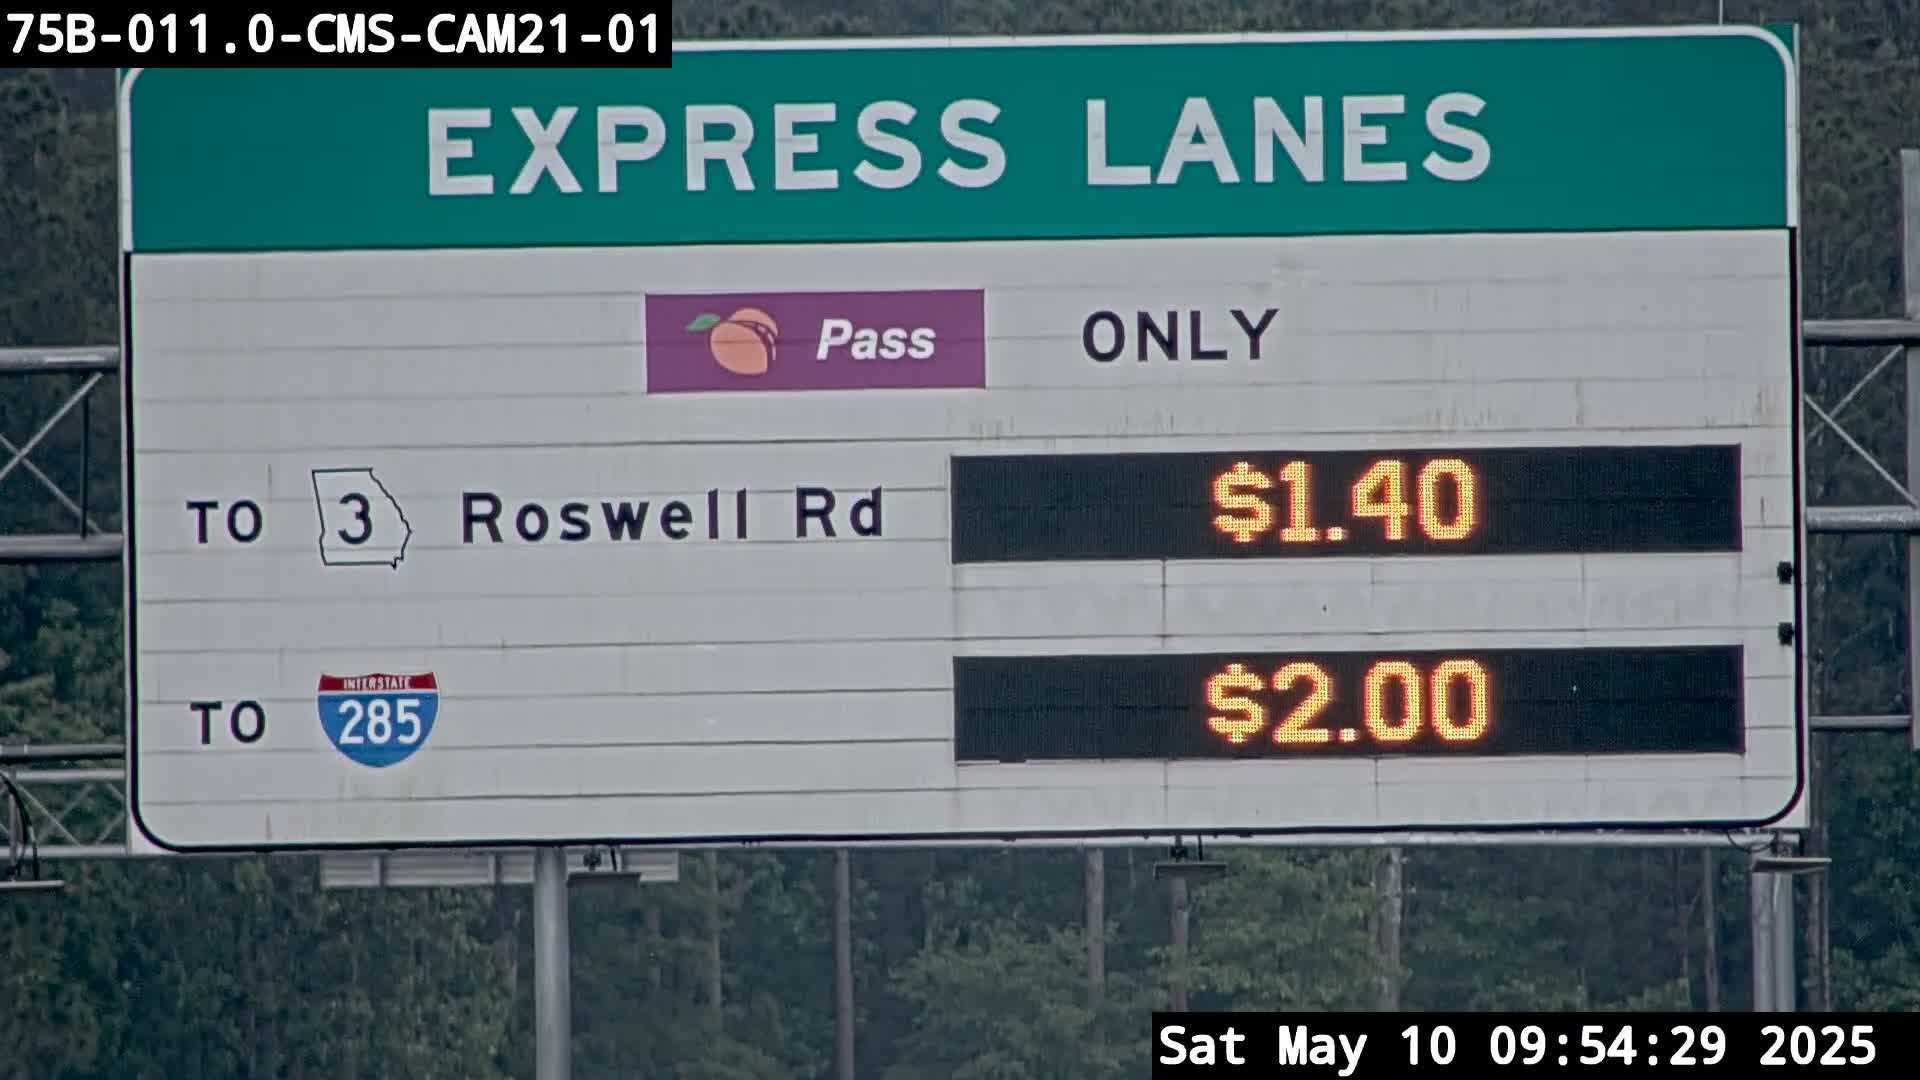 75B-011.0-CMS-CAM21-01
EXPRESS LANES
Pass ONLY
TO 3 Roswell Rd $1.40
INTERSTATE
TO 285 $2.00
Sat May 10 09:54:29 2025